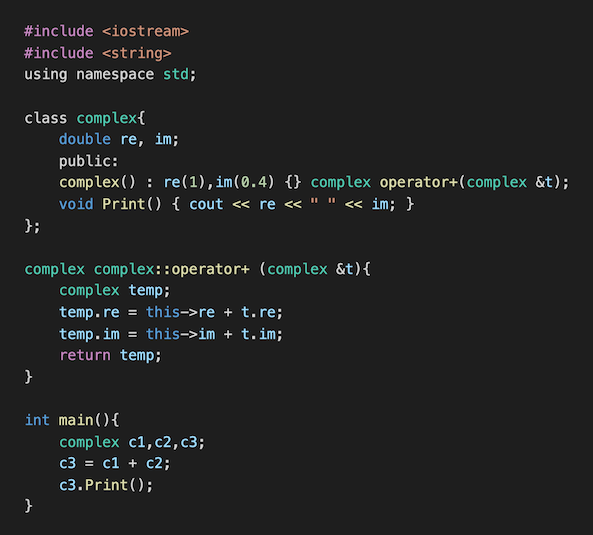 #include <iostream>
#include <string>
using namespace std;

class complex{
    double re, im;
    public:
    complex() : re(1),im(0.4) {} complex operator+(complex &t);
    void Print() { cout << re << " " << im; }
};

complex complex::operator+ (complex &t){
    complex temp;
    temp.re = this->re + t.re;
    temp.im = this->im + t.im;
    return temp;
}

int main(){
    complex c1,c2,c3;
    c3 = c1 + c2;
    c3.Print();
}